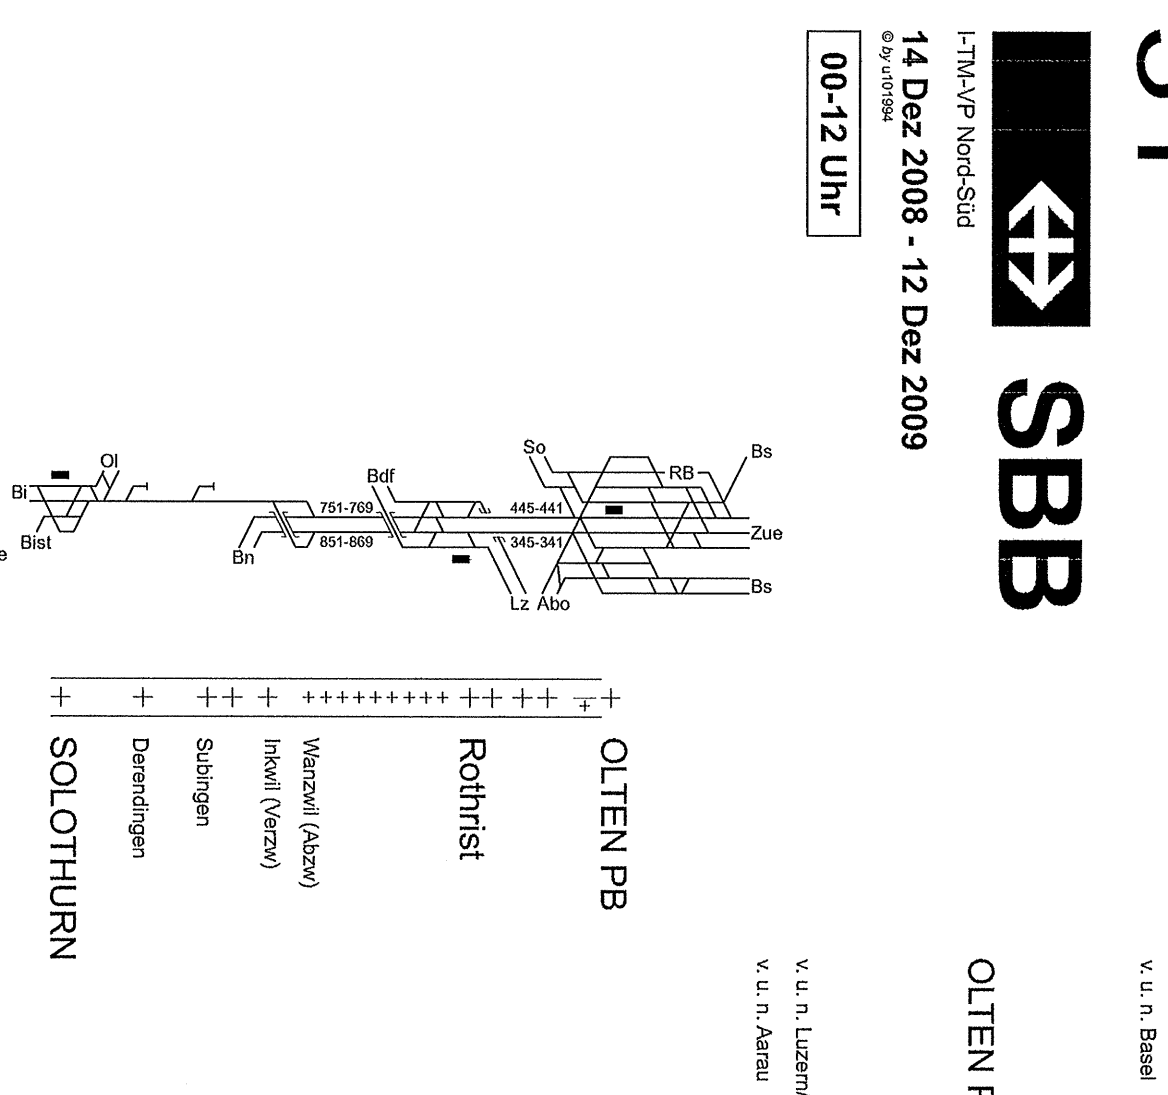 SBB
I-TM-VP Nord-Süd
14 Dez 2008 - 12 Dez 2009
© by u101994
00-12 Uhr
So
Bs
RB
Ol
Bdf
Bi
751-769
445-441
Zue
Bist
851-869
345-341
Bn
e
Bs
Lz
Abo
OLTEN PB
Rothrist
Wanzwil (Abzw)
Inkwil (Verzw)
Subingen
Derendingen
SOLOTHURN
v. u. n. Basel
OLTEN
v. u. n. Luzern/
v. u. n. Aarau